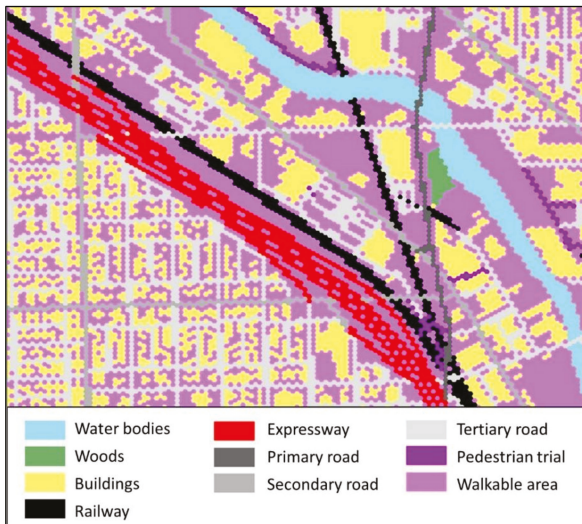 Water bodies
Woods
Buildings
Railway
Expressway
Primary road
Secondary road
Tertiary road
Pedestrian trial
Walkable area